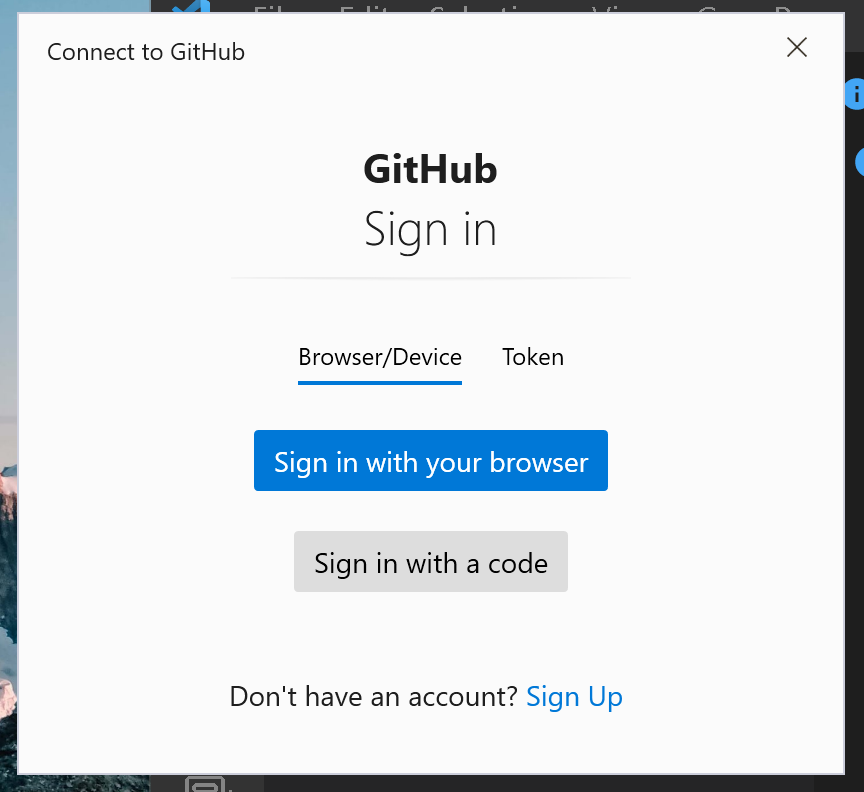 Connect to GitHub
GitHub
Sign in
Browser/Device Token
Sign in with your browser
Sign in with a code
Don't have an account? Sign Up